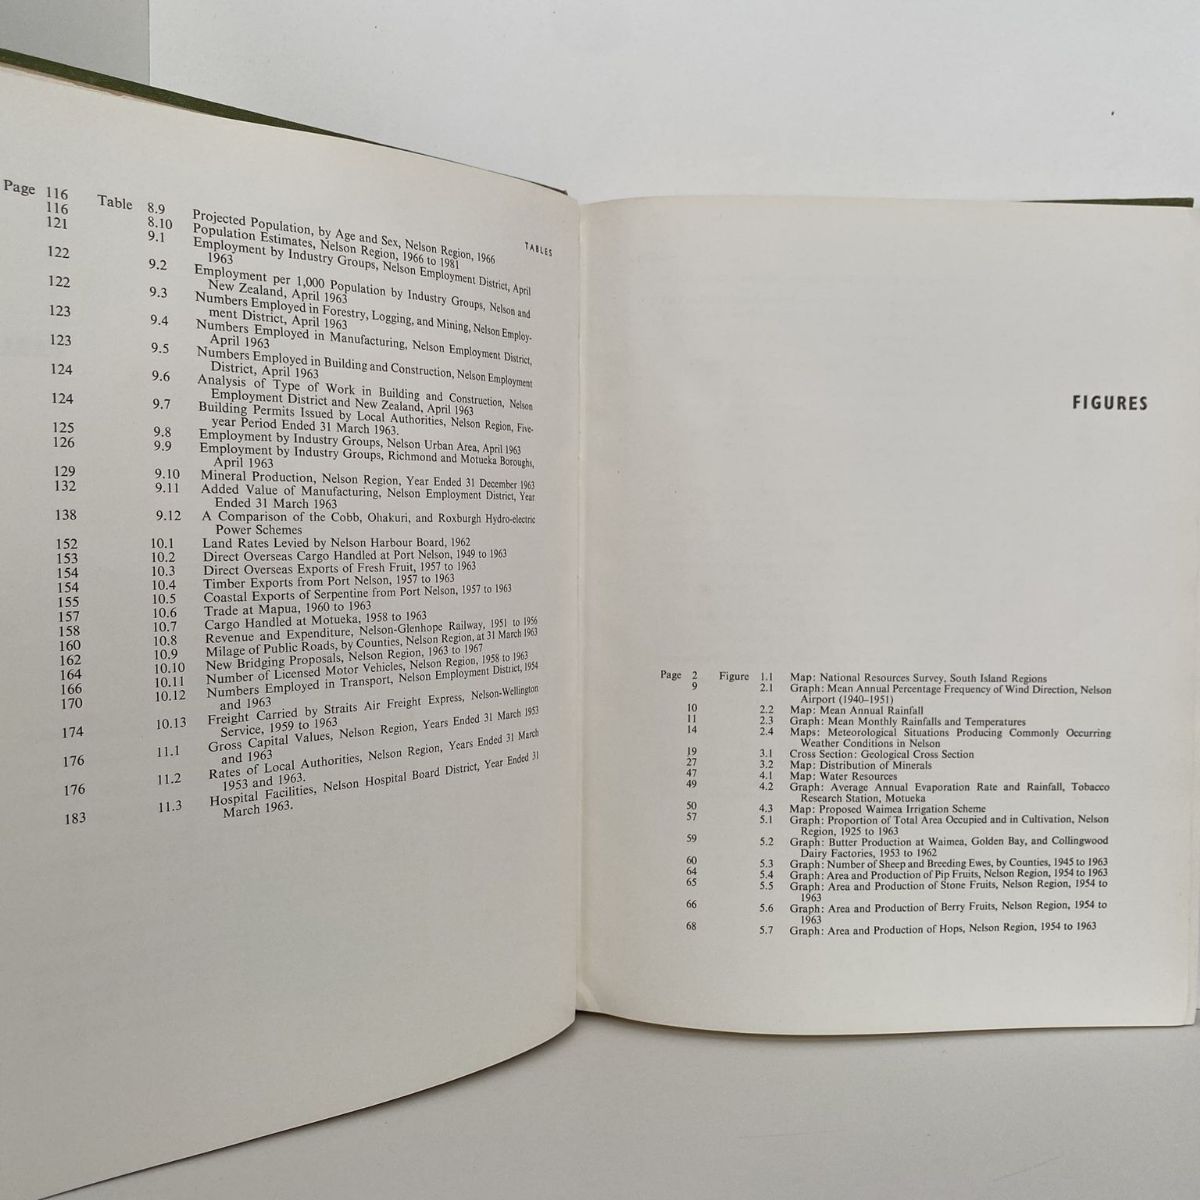 TABLES
Page 116 Table 8.9 Projected Population, by Age and Sex, Nelson Region, 1966
116 8.10 Population Estimates, Nelson Region, 1966 to 1981
121 9.1 Employment by Industry Groups, Nelson Employment District, April
1963
122 9.2 Employment per 1,000 Population by Industry Groups, Nelson and
New Zealand, April 1963
122 9.3 Numbers Employed in Forestry, Logging, and Mining, Nelson Employ-
ment District, April 1963
123 9.4 Numbers Employed in Manufacturing, Nelson Employment District,
April 1963
123 9.5 Numbers Employed in Building and Construction, Nelson Employment
District, April 1963
124 9.6 Analysis of Type of Work in Building and Construction, Nelson
Employment District and New Zealand, April 1963
124 9.7 Building Permits Issued by Local Authorities, Nelson Region, Five-
year Period Ended 31 March 1963.
125 9.8 Employment by Industry Groups, Nelson Urban Area, April 1963
126 9.9 Employment by Industry Groups, Richmond and Motueka Boroughs,
April 1963
129 9.10 Mineral Production, Nelson Region, Year Ended 31 December 1963
132 9.11 Added Value of Manufacturing, Nelson Employment District, Year
Ended 31 March 1963
138 9.12 A Comparison of the Cobb, Ohakuri, and Roxburgh Hydro-electric
Power Schemes
152 10.1 Land Rates Levied by Nelson Harbour Board, 1962
153 10.2 Direct Overseas Cargo Handled at Port Nelson, 1949 to 1963
154 10.3 Direct Overseas Exports of Fresh Fruit, 1957 to 1963
154 10.4 Timber Exports from Port Nelson, 1957 to 1963
155 10.5 Coastal Exports of Serpentine from Port Nelson, 1957 to 1963
157 10.6 Trade at Mapua, 1960 to 1963
158 10.7 Cargo Handled at Motueka, 1958 to 1963
160 10.8 Revenue and Expenditure, Nelson-Glenhope Railway, 1951 to 1956
162 10.9 Milage of Public Roads, by Counties, Nelson Region, at 31 March 1963
164 10.10 New Bridging Proposals, Nelson Region, 1963 to 1967
166 10.11 Number of Licensed Motor Vehicles, Nelson Region, 1958 to 1963
170 10.12 Numbers Employed in Transport, Nelson Employment District, 1954
and 1963
174 10.13 Freight Carried by Straits Air Freight Express, Nelson-Wellington
Service, 1959 to 1963
176 11.1 Gross Capital Values, Nelson Region, Years Ended 31 March 1953
and 1963
176 11.2 Rates of Local Authorities, Nelson Region, Years Ended 31 March
1953 and 1963.
183 11.3 Hospital Facilities, Nelson Hospital Board District, Year Ended 31
March 1963.
FIGURES
Page 2 Figure 1.1 Map: National Resources Survey, South Island Regions
9 2.1 Graph: Mean Annual Percentage Frequency of Wind Direction, Nelson
Airport (1940–1951)
10 2.2 Map: Mean Annual Rainfall
11 2.3 Graph: Mean Monthly Rainfalls and Temperatures
14 2.4 Maps: Meteorological Situations Producing Commonly Occurring
Weather Conditions in Nelson
19 3.1 Cross Section: Geological Cross Section
27 3.2 Map: Distribution of Minerals
47 4.1 Map: Water Resources
49 4.2 Graph: Average Annual Evaporation Rate and Rainfall, Tobacco
Research Station, Motueka
50 4.3 Map: Proposed Waimea Irrigation Scheme
57 5.1 Graph: Proportion of Total Area Occupied and in Cultivation, Nelson
Region, 1925 to 1963
59 5.2 Graph: Butter Production at Waimea, Golden Bay, and Collingwood
Dairy Factories, 1953 to 1962
60 5.3 Graph: Number of Sheep and Breeding Ewes, by Counties, 1945 to 1963
64 5.4 Graph: Area and Production of Pip Fruits, Nelson Region, 1954 to 1963
65 5.5 Graph: Area and Production of Stone Fruits, Nelson Region, 1954 to
1963
66 5.6 Graph: Area and Production of Berry Fruits, Nelson Region, 1954 to
1963
68 5.7 Graph: Area and Production of Hops, Nelson Region, 1954 to 1963